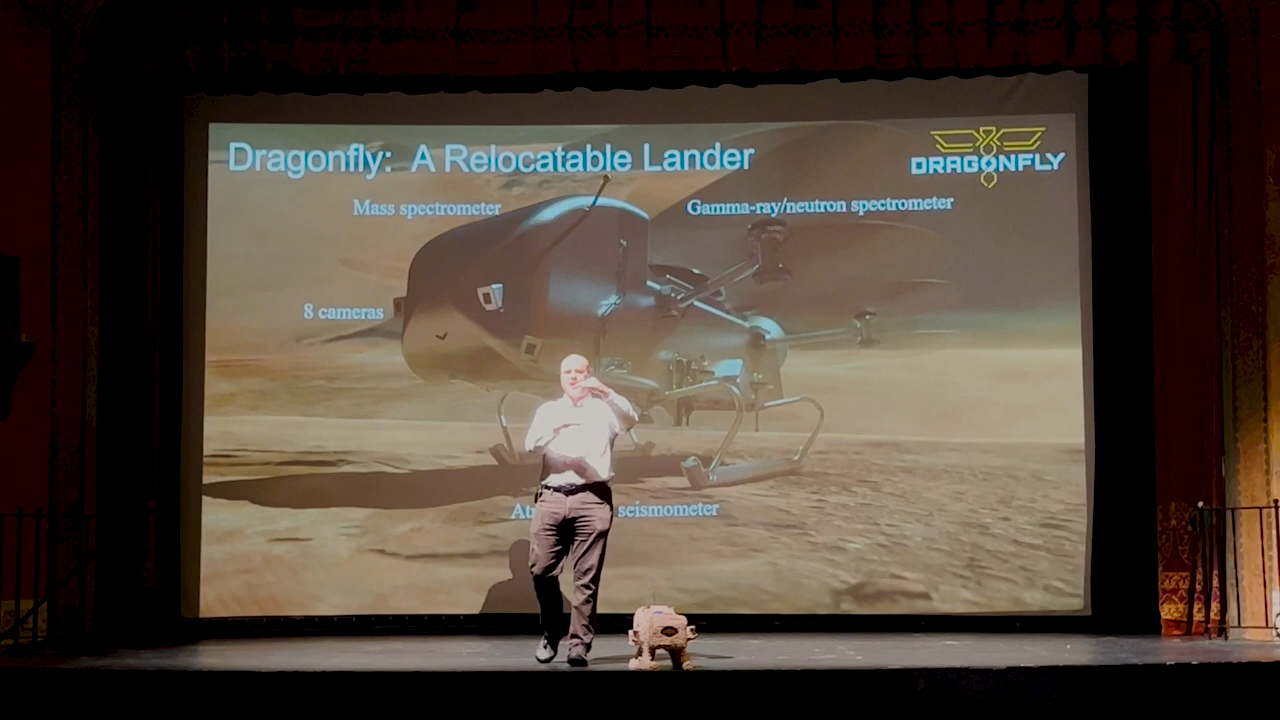 Dragonfly: A Relocatable Lander
DRAGONFLY
Mass spectrometer
Gamma-ray/neutron spectrometer
8 cameras
seismometer